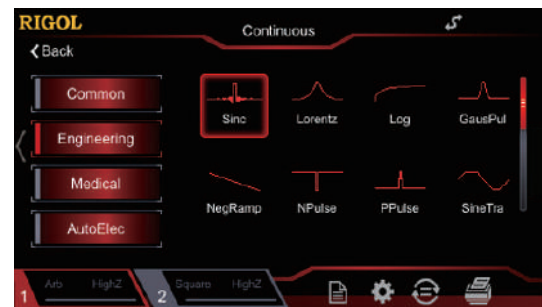 RIGOL
Continuous
Back
Common
Engineering
Medical
AutoElec
Sinc
Lorentz
Log
GausPul
NegRamp
NPulse
PPulse
SineTra
1
Arb
HighZ
2
Square
HighZ